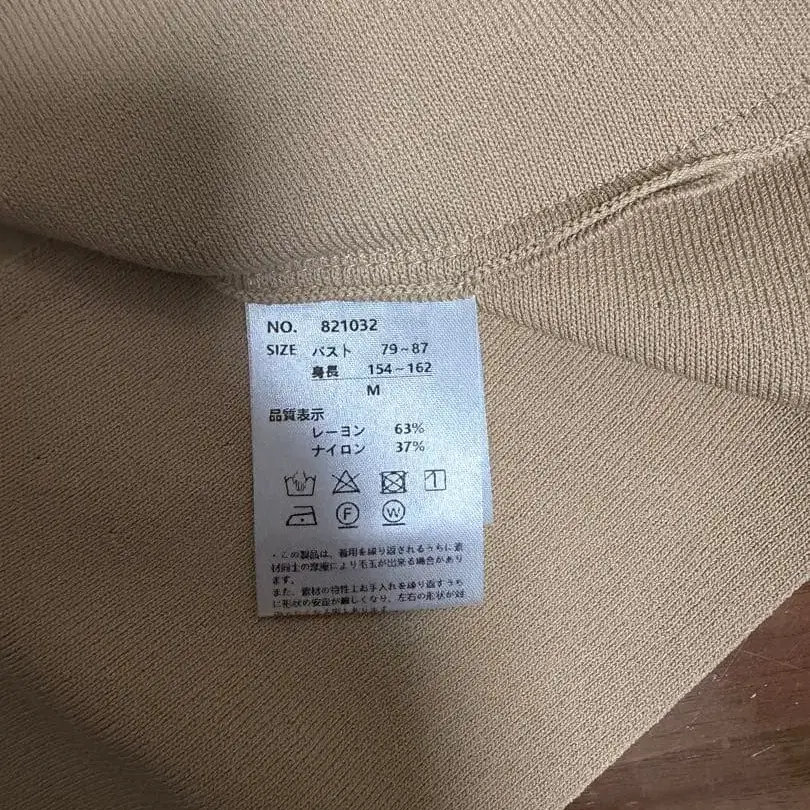 NO. 821032
SIZE バスト 79~87
身長 154~162
M
品質表示
レーヨン 63%
ナイロン 37%
F W
・この製品は、着用を繰り返されるうちに素
材同士の摩擦により毛玉が出来る場合があり
ます。
また、素材の特性上お手入れを繰り返すうち
に形状の安定が難しくなり、左右の形状が対